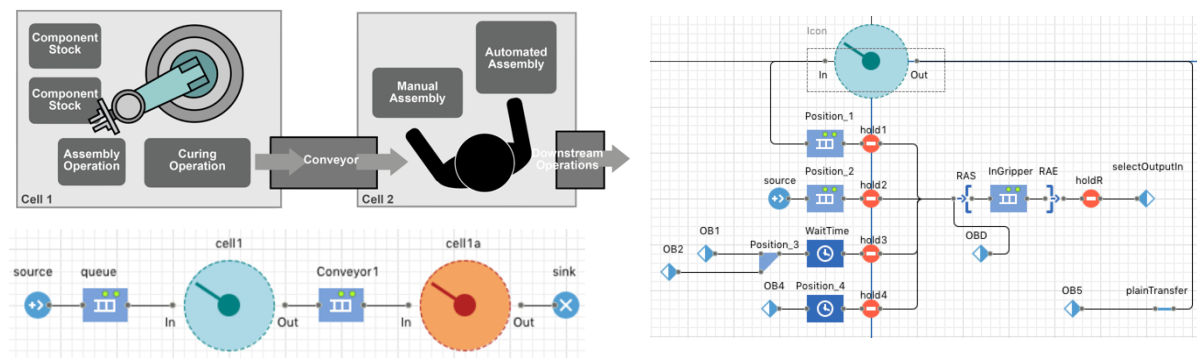 Component
Stock
Component
Stock
Assembly
Operation
Curing
Operation
Cell 1
Conveyor
Manual
Assembly
Automated
Assembly
Downstream
Operations
Cell 2
cell1
cell1a
source
queue
Conveyor1
sink
In
Out
In
Out
Icon
In
Out
Position_1
hold1
source
Position_2
hold2
RAS
InGripper
RAE
holdR
selectOutputIn
OB1
OB2
Position_3
WaitTime
hold3
OBD
OB4
Position_4
hold4
OB5
plainTransfer